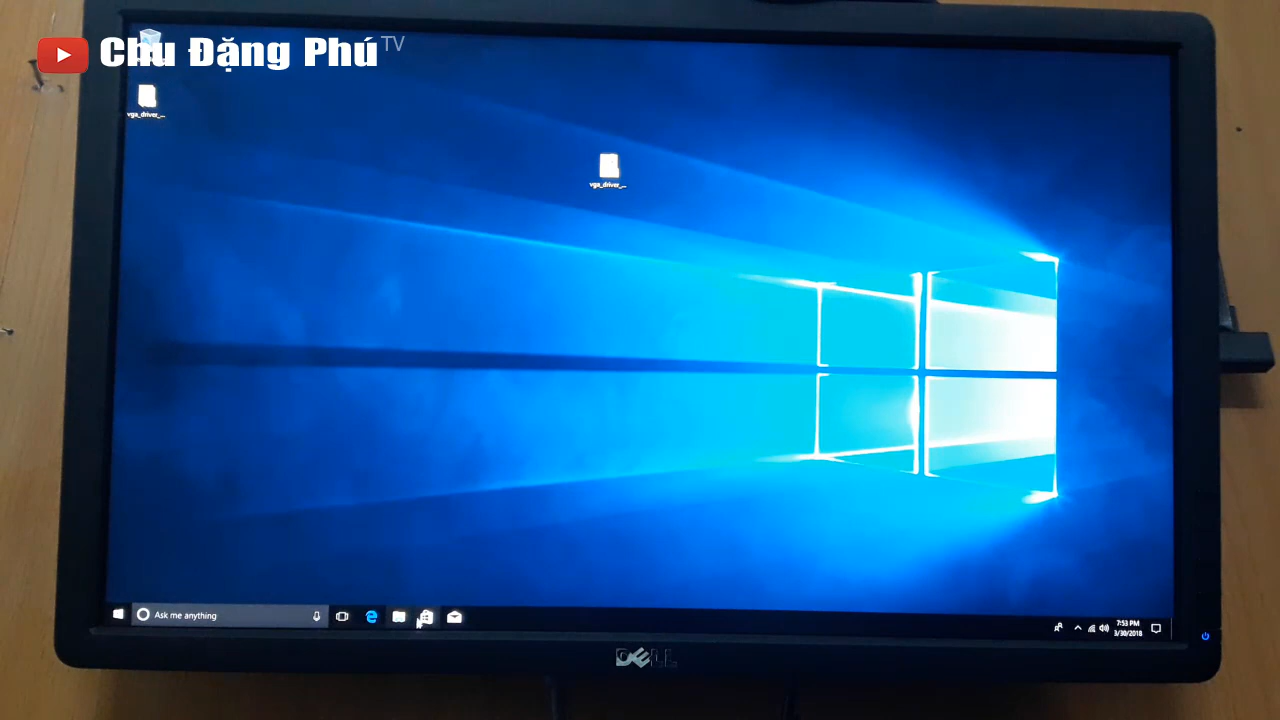 Chu Đặng Phú TV
vga_driver_...
vga_driver_...
Ask me anything
7:53 PM
3/30/2018
DELL